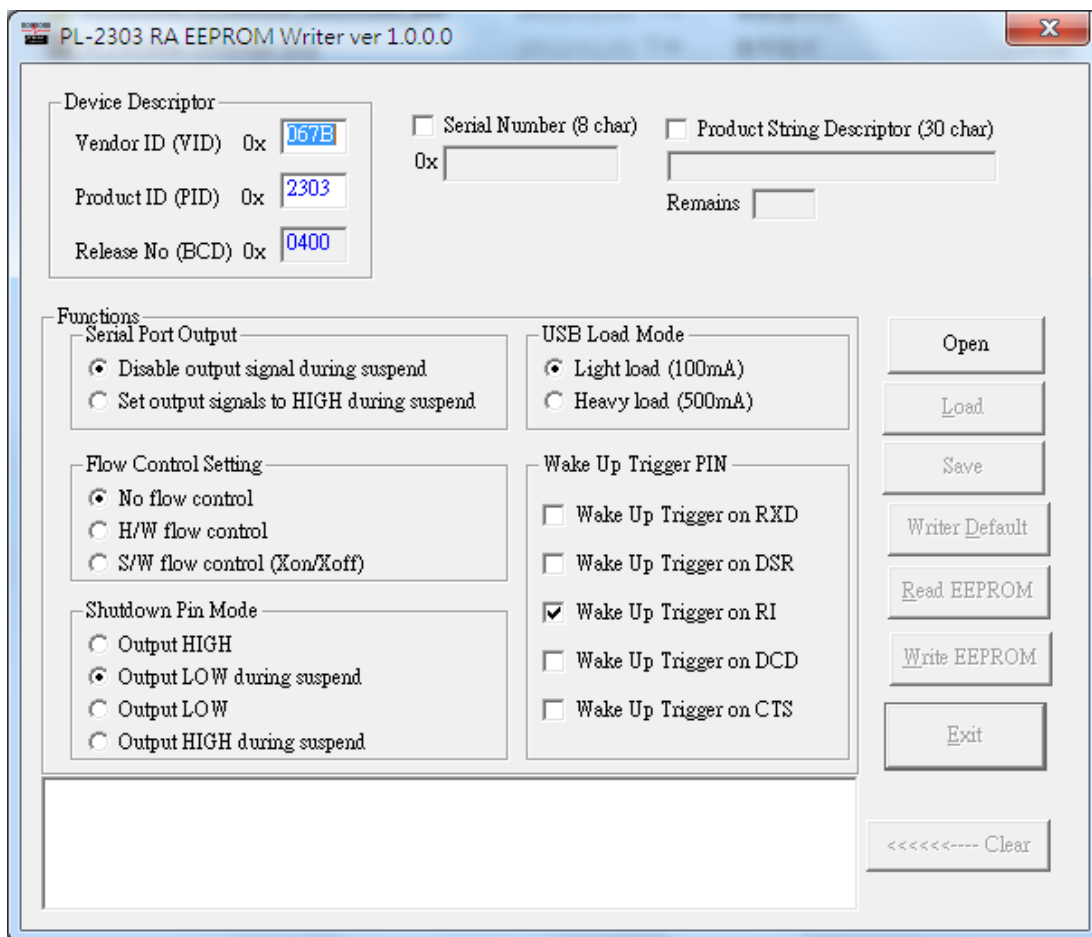 PL-2303 RA EEPROM Writer ver 1.0.0.0
Device Descriptor
Vendor ID (VID) 0x 067B
Product ID (PID) 0x 2303
Release No (BCD) 0x 0400
Serial Number (8 char)
0x
Product String Descriptor (30 char)
Remains
Functions
Serial Port Output
Disable output signal during suspend
Set output signals to HIGH during suspend
USB Load Mode
Light load (100mA)
Heavy load (500mA)
Flow Control Setting
No flow control
H/W flow control
S/W flow control (Xon/Xoff)
Shutdown Pin Mode
Output HIGH
Output LOW during suspend
Output LOW
Output HIGH during suspend
Wake Up Trigger PIN
Wake Up Trigger on RXD
Wake Up Trigger on DSR
Wake Up Trigger on RI
Wake Up Trigger on DCD
Wake Up Trigger on CTS
Open
Load
Save
Writer Default
Read EEPROM
Write EEPROM
Exit
<<<<<<---- Clear